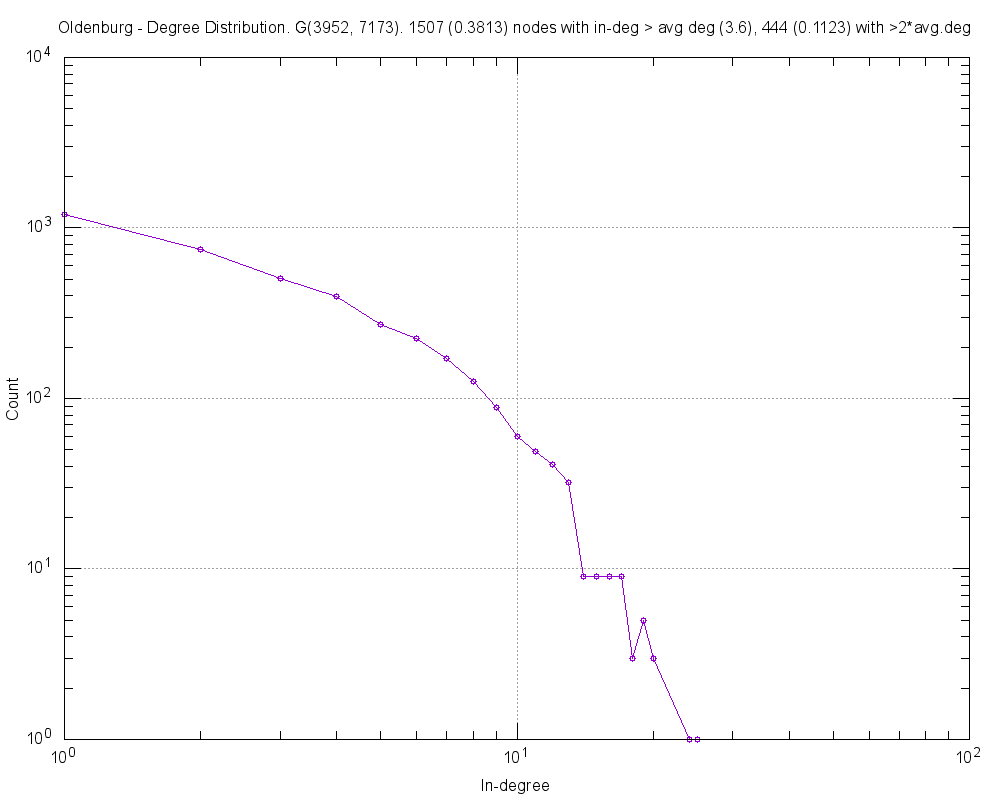 Oldenburg - Degree Distribution. G(3952, 7173). 1507 (0.3813) nodes with in-deg > avg deg (3.6), 444 (0.1123) with >2*avg.deg
10^4
10^3
10^2
10^1
10^0
Count
10^0 10^1 10^2
In-degree